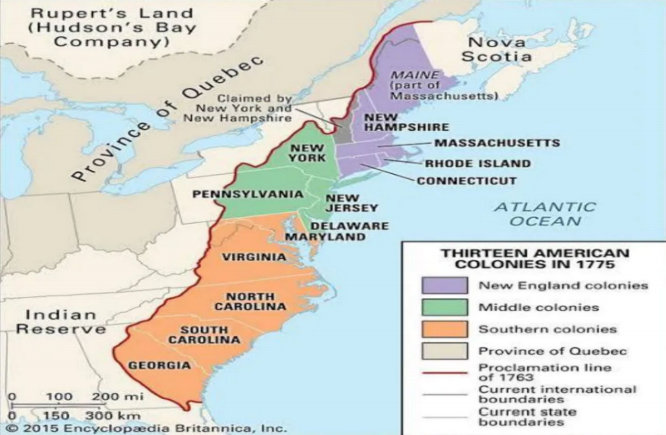 Rupert's Land
(Hudson's Bay
Company)
Province of Quebec
Nova
Scotia
MAINE
(part of
Massachusetts)
Claimed by
New York and
New Hampshire
NEW
HAMPSHIRE
NEW
YORK
MASSACHUSETTS
RHODE ISLAND
CONNECTICUT
PENNSYLVANIA
NEW
JERSEY
DELAWARE
MARYLAND
ATLANTIC
OCEAN
VIRGINIA
NORTH
CAROLINA
SOUTH
CAROLINA
GEORGIA
Indian
Reserve
THIRTEEN AMERICAN
COLONIES IN 1775
New England colonies
Middle colonies
Southern colonies
Province of Quebec
Proclamation line
of 1763
Current international
boundaries
Current state
boundaries
0 100 200 mi
0 150 300 km
© 2015 Encyclopædia Britannica, Inc.